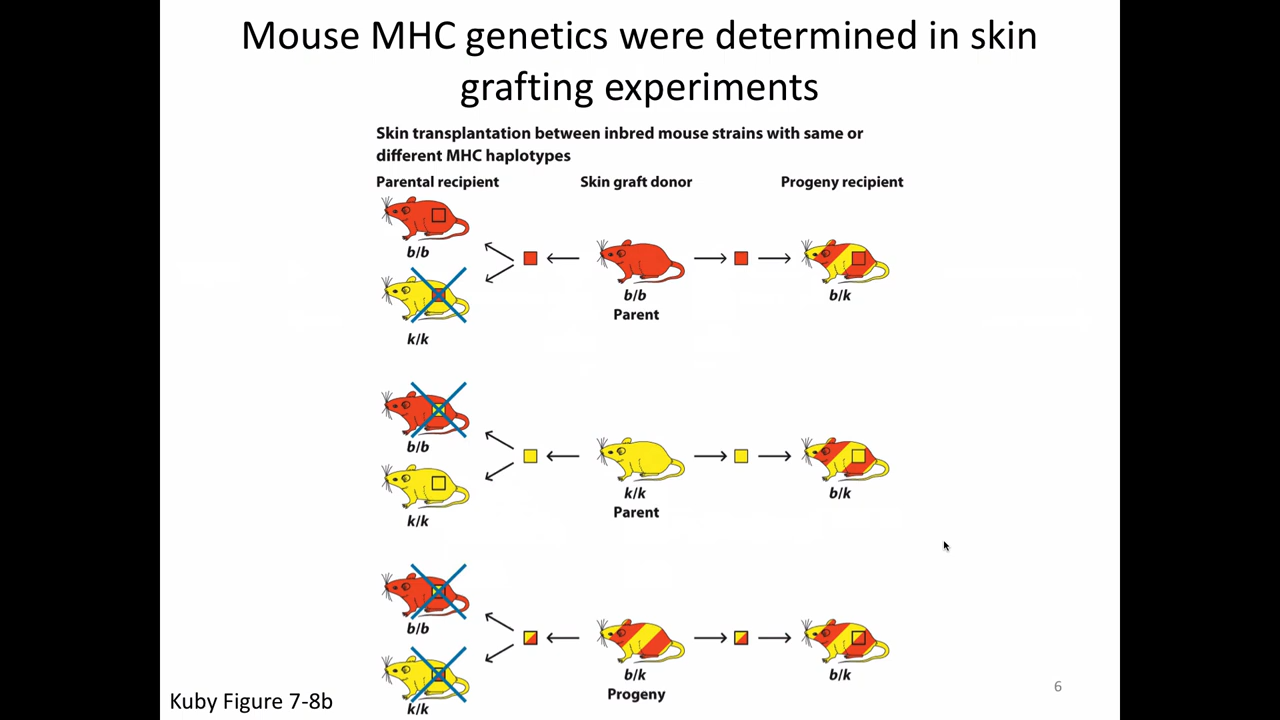 Mouse MHC genetics were determined in skin
grafting experiments
Skin transplantation between inbred mouse strains with same or
different MHC haplotypes
Parental recipient
Skin graft donor
Progeny recipient
b/b
k/k
b/b
Parent
b/k
b/b
k/k
k/k
Parent
b/k
b/b
k/k
b/k
Progeny
b/k
6
Kuby Figure 7-8b